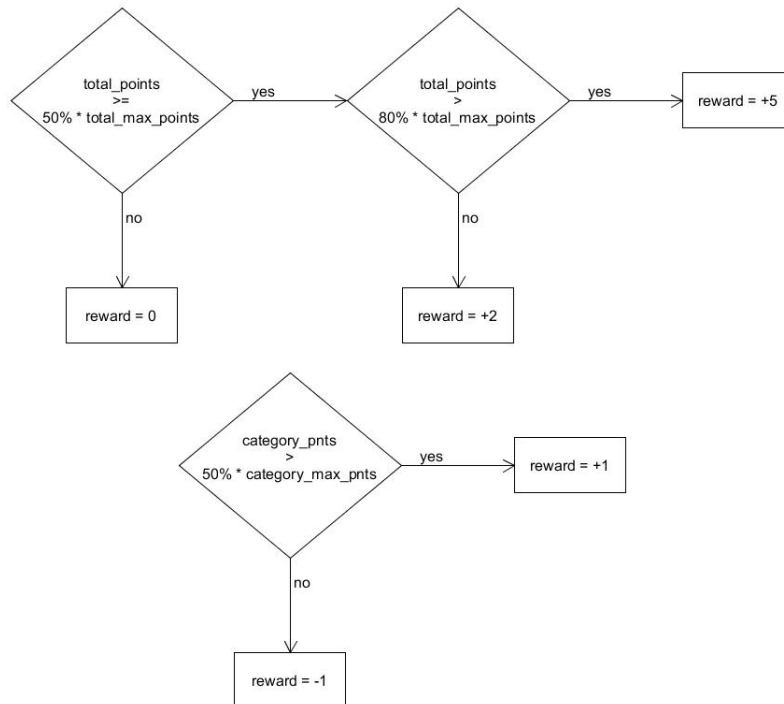 total_points
>=
50% * total_max_points
yes
total_points
>
80% * total_max_points
yes
reward = +5
no
no
reward = 0
reward = +2
category_pnts
>
50% * category_max_pnts
yes
reward = +1
no
reward = -1